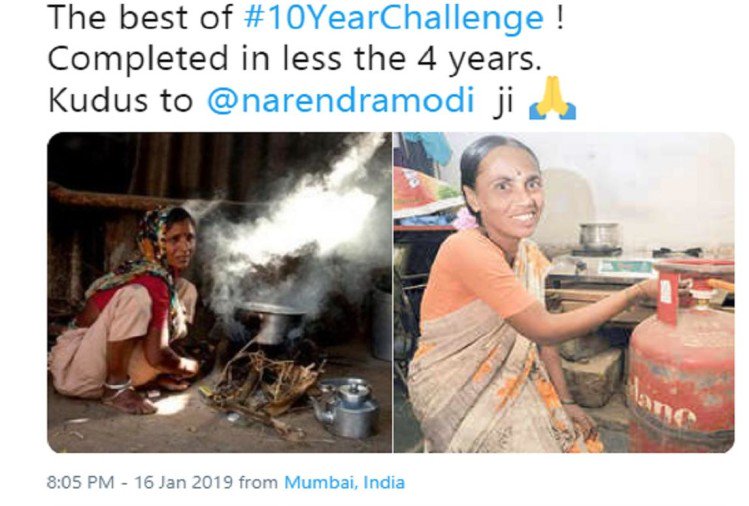 The best of #10YearChallenge !
Completed in less the 4 years.
Kudus to @narendramodi ji 🙏
8:05 PM - 16 Jan 2019 from Mumbai, India